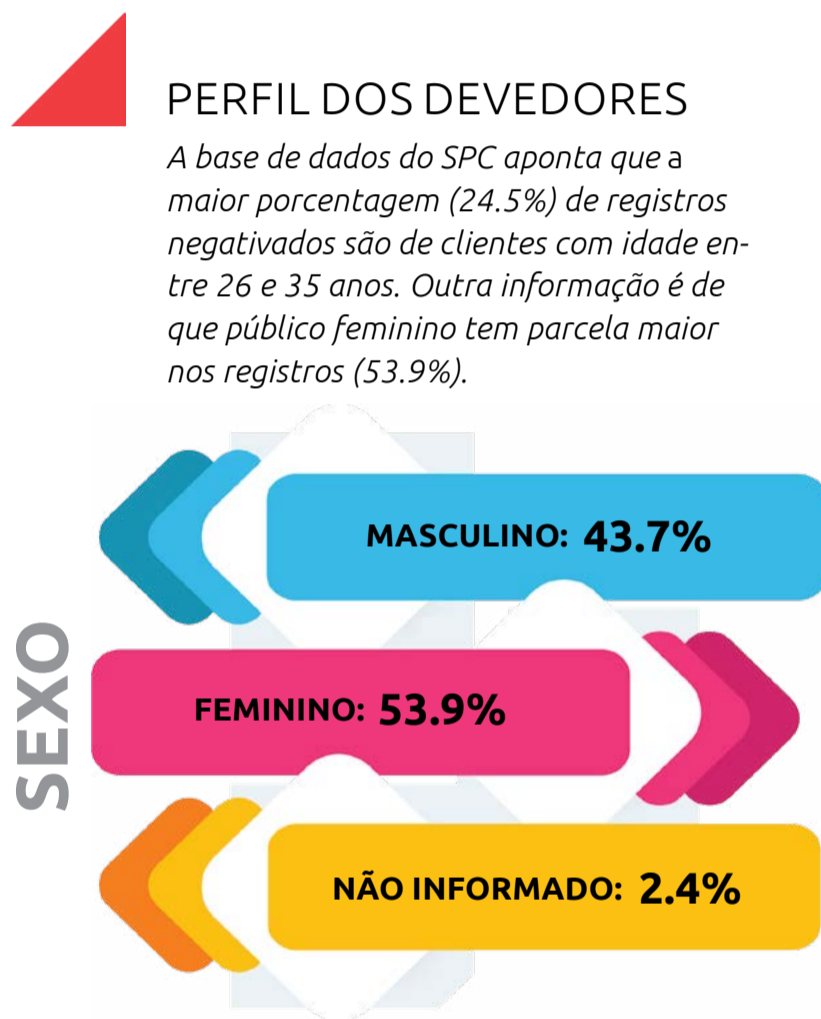 PERFIL DOS DEVEDORES
A base de dados do SPC aponta que a
maior porcentagem (24.5%) de registros
negativados são de clientes com idade en-
tre 26 e 35 anos. Outra informação é de
que público feminino tem parcela maior
nos registros (53.9%).
SEXO
MASCULINO: 43.7%
FEMININO: 53.9%
NÃO INFORMADO: 2.4%